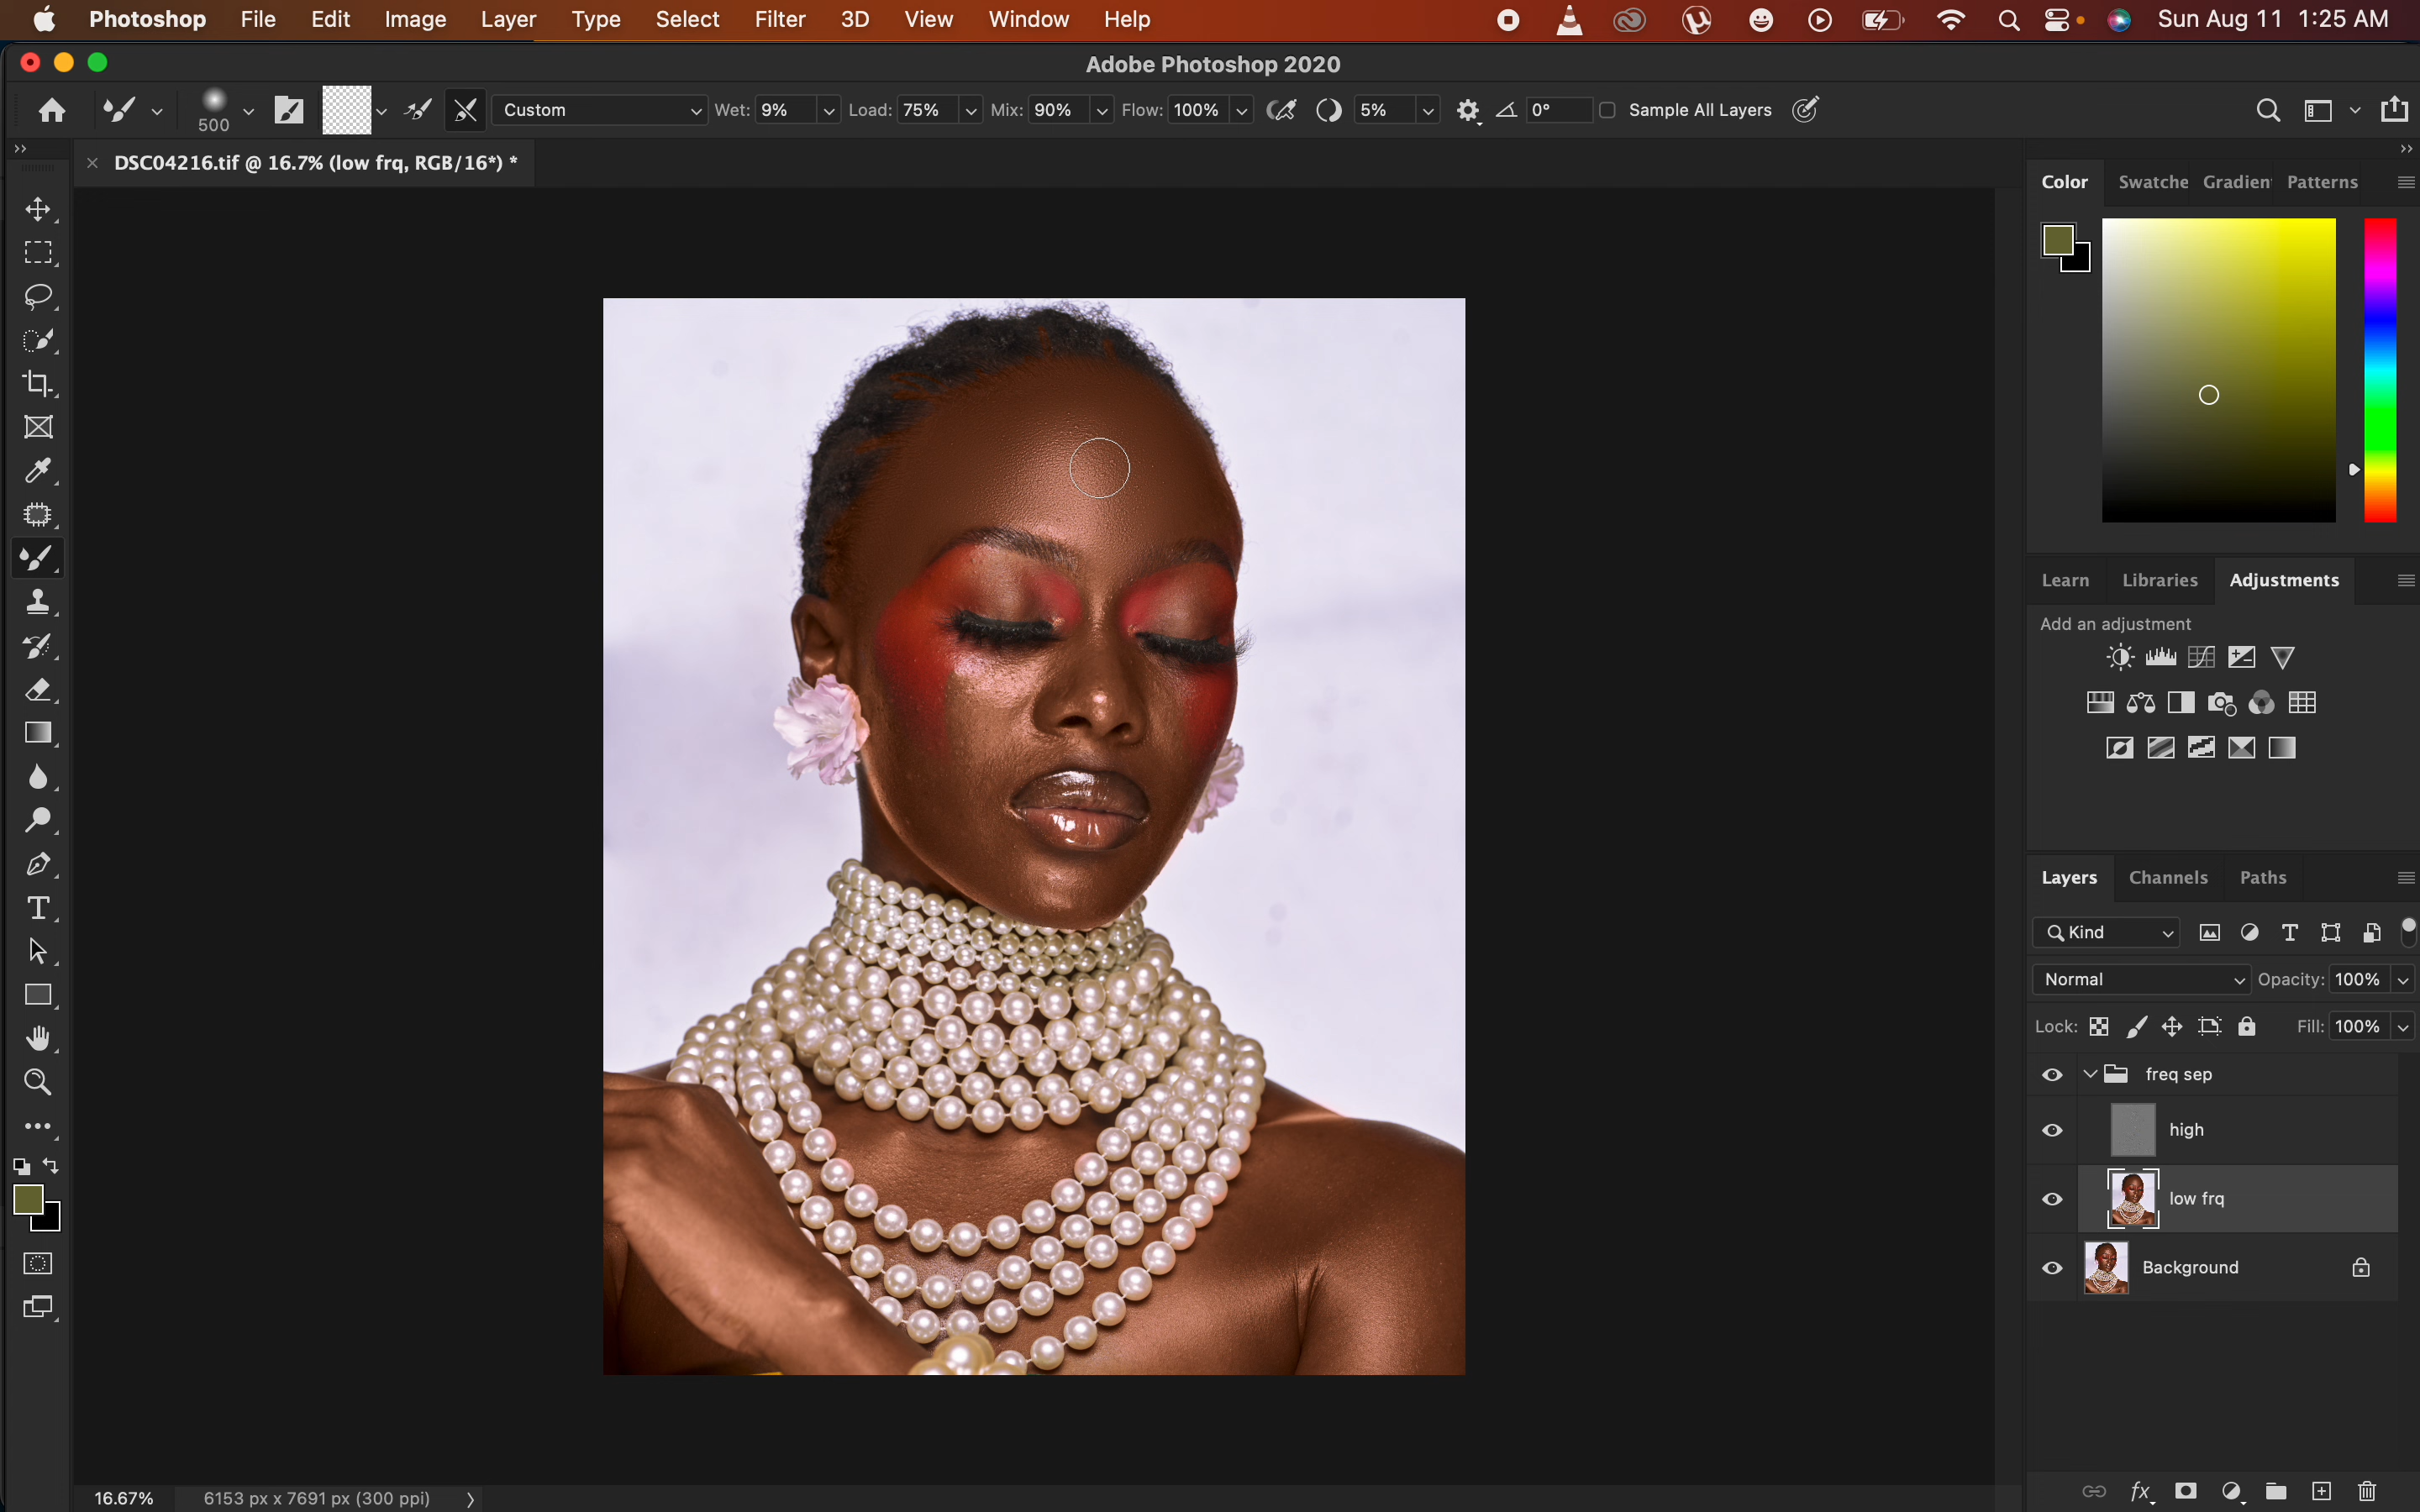 Photoshop File Edit Image Layer Type Select Filter 3D View Window Help Sun Aug 11 1:25 AM
Adobe Photoshop 2020
500 Custom Wet: 9% Load: 75% Mix: 90% Flow: 100% 5% 0° Sample All Layers
DSC04216.tif @ 16.7% (low frq, RGB/16*) *
Color Swatche Gradien Patterns
Learn Libraries Adjustments
Add an adjustment
Layers Channels Paths
Kind
Normal Opacity: 100%
Lock: Fill: 100%
freq sep
high
low frq
Background
16.67% 6153 px x 7691 px (300 ppi)